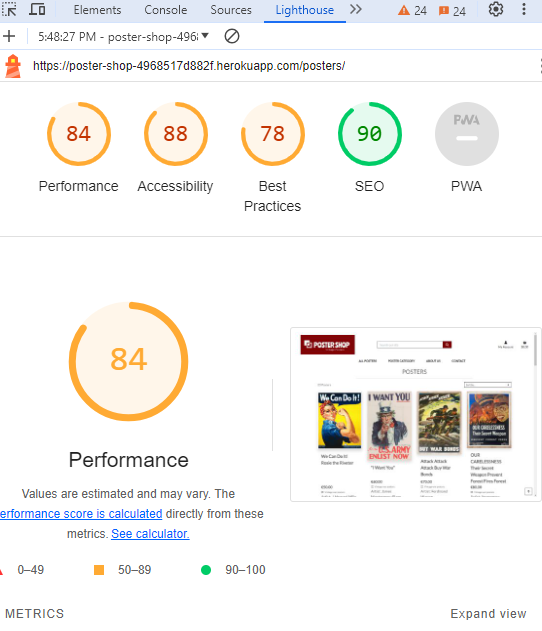 Elements Console Sources Lighthouse 24 24
5:48:27 PM - poster-shop-4968
https://poster-shop-4968517d882f.herokuapp.com/posters/
84 88 78 90 PWA
Performance Accessibility Best Practices SEO PWA
84
POSTER SHOP
ALL POSTERS POSTER CATEGORY ABOUT US CONTACT
POSTERS
We Can Do It! I WANT YOU BUY WAR BONDS OUR CARELESSNESS
FOR U.S. ARMY Their Secret Weapon
ENLIST NOW
We Can Do It! "I Want You" Attack Attack OUR
Rosie the Riveter Attack Buy War CARELESSNESS
Bonds Their Secret
Weapon Prevent
Forest Fires Forest
Performance
Values are estimated and may vary. The
erformance score is calculated directly from these
metrics. See calculator.
0–49 50–89 90–100
METRICS Expand view